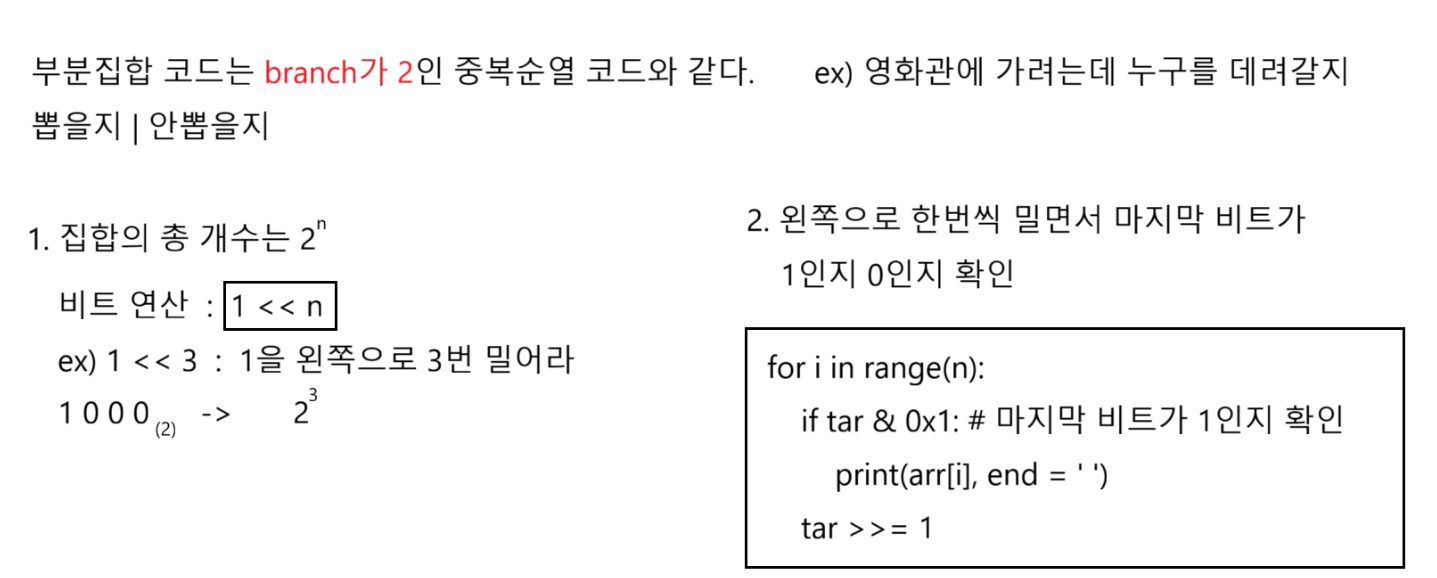 부분집합 코드는 branch가 2인 중복순열 코드와 같다. ex) 영화관에 가려는데 누구를 데려갈지
뽑을지 | 안뽑을지
1. 집합의 총 개수는 2ⁿ
비트 연산 : 1 << n
ex) 1 << 3 : 1을 왼쪽으로 3번 밀어라
1 0 0 0 ₍₂₎ -> 2³
2. 왼쪽으로 한번씩 밀면서 마지막 비트가
1인지 0인지 확인
for i in range(n):
if tar & 0x1: # 마지막 비트가 1인지 확인
print(arr[i], end = ' ')
tar >>= 1